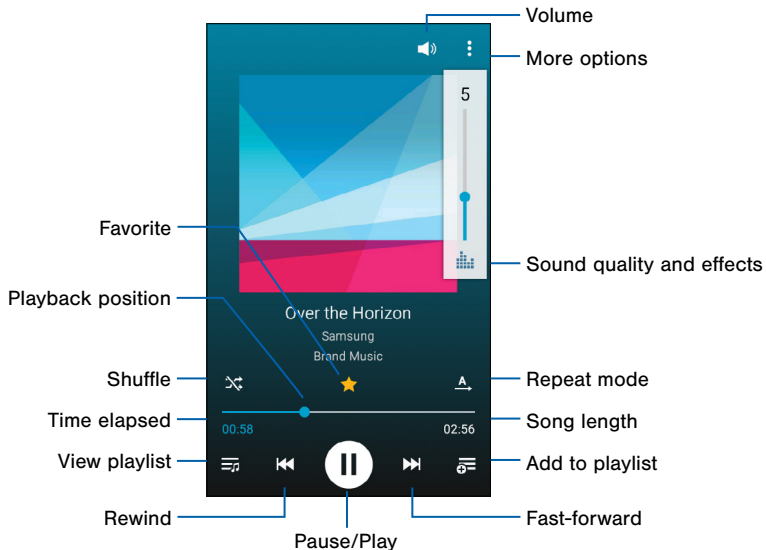 Volume
More options
5
Favorite
Sound quality and effects
Playback position
Over the Horizon
Samsung
Brand Music
Shuffle
Repeat mode
A
Time elapsed
00:58
02:56
Song length
View playlist
Add to playlist
Rewind
Fast-forward
Pause/Play